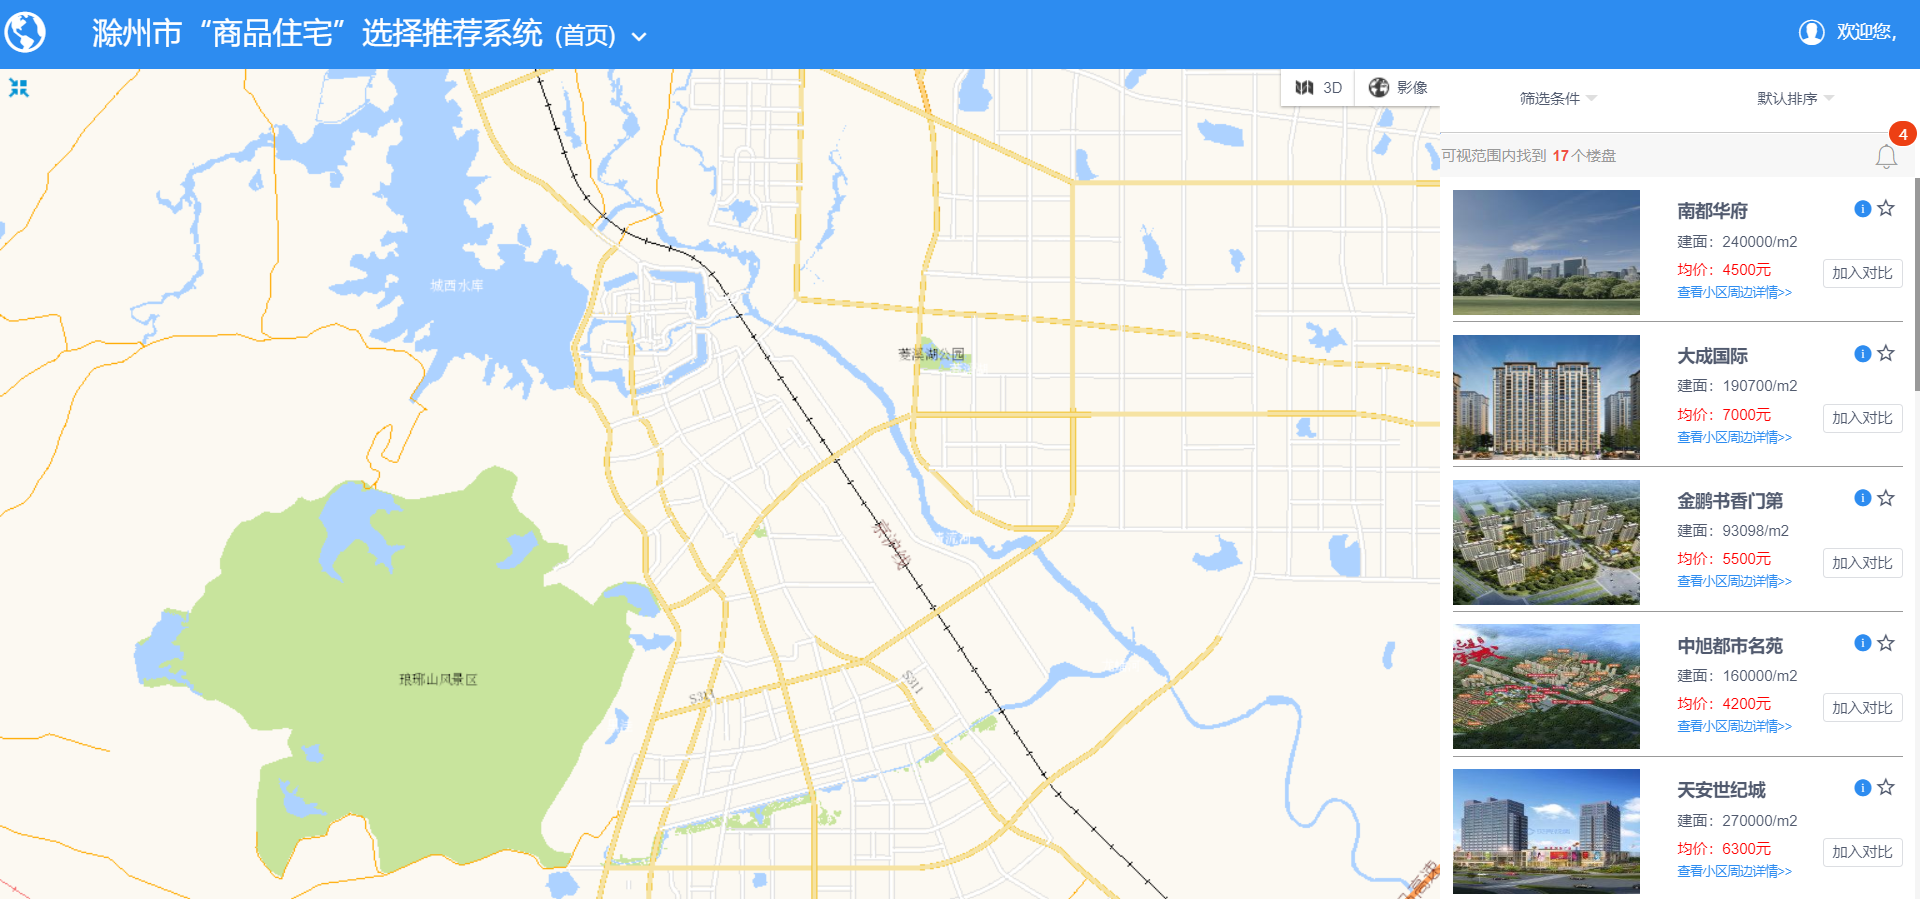 滁州市“商品住宅”选择推荐系统 (首页)
欢迎您,
3D
影像
筛选条件
默认排序
4
可视范围内找到 17个楼盘
南都华府
建面：240000/m2
均价：4500元
加入对比
查看小区周边详情>>
大成国际
建面：190700/m2
均价：7000元
加入对比
查看小区周边详情>>
金鹏书香门第
建面：93098/m2
均价：5500元
加入对比
查看小区周边详情>>
中旭都市名苑
建面：160000/m2
均价：4200元
加入对比
查看小区周边详情>>
天安世纪城
建面：270000/m2
均价：6300元
加入对比
查看小区周边详情>>
城西水库
菱溪湖公园
京沪线
琅琊山风景区
S311
S311